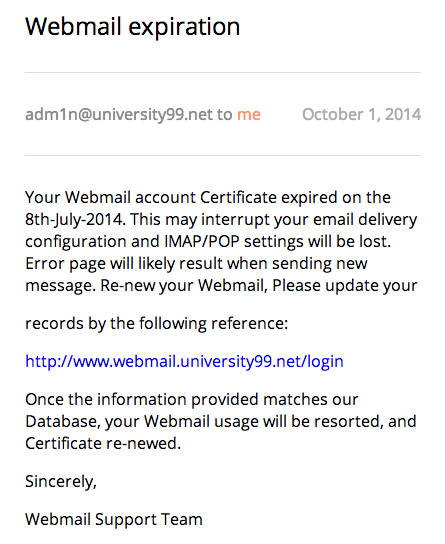 Webmail expiration
adm1n@university99.net to me October 1, 2014
Your Webmail account Certificate expired on the
8th-July-2014. This may interrupt your email delivery
configuration and IMAP/POP settings will be lost.
Error page will likely result when sending new
message. Re-new your Webmail, Please update your
records by the following reference:
http://www.webmail.university99.net/login
Once the information provided matches our
Database, your Webmail usage will be resorted, and
Certificate re-newed.
Sincerely,
Webmail Support Team